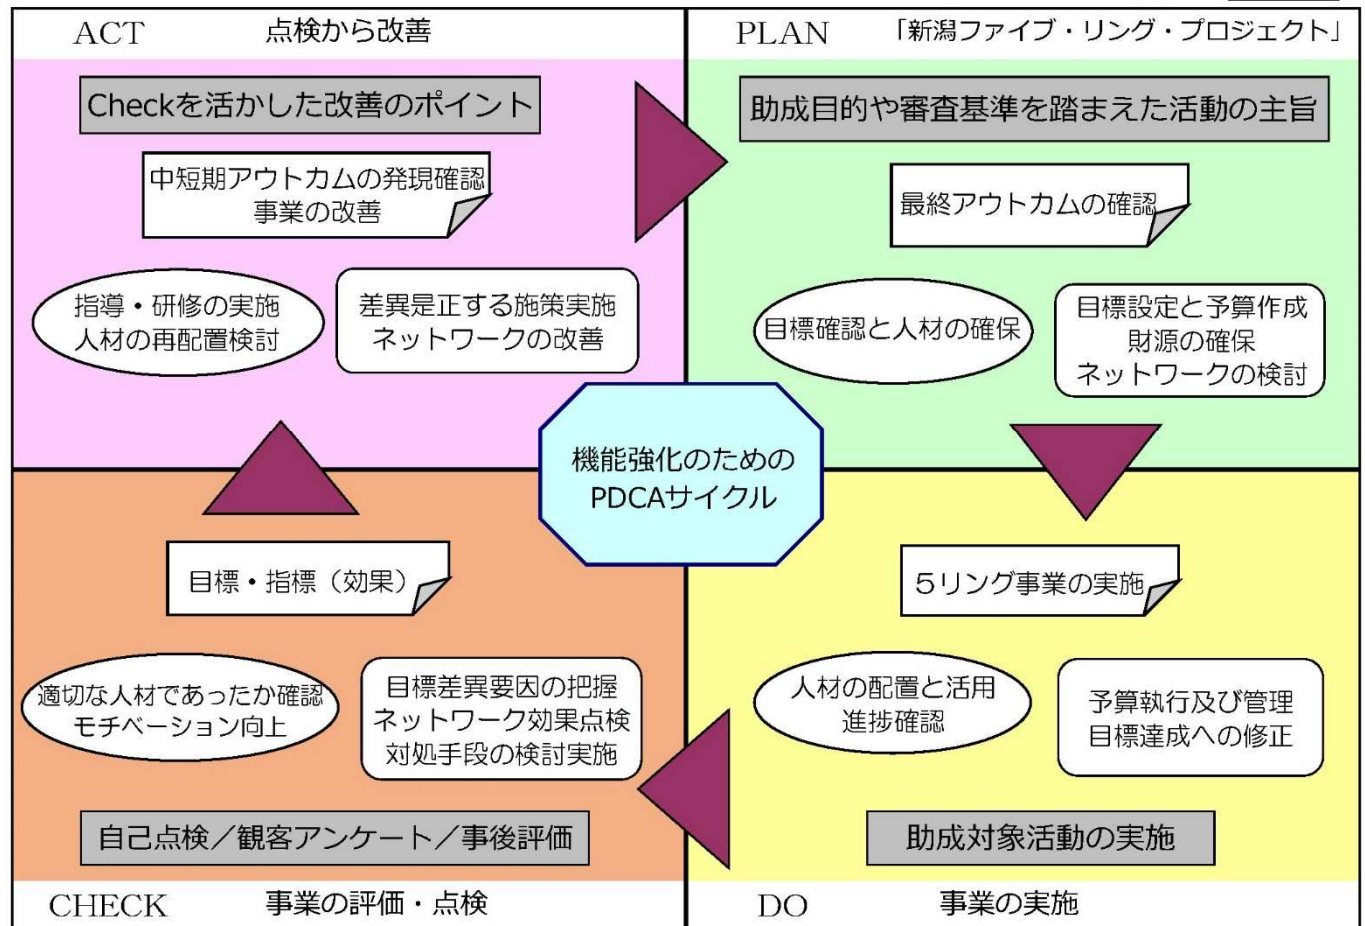 ACT 点検から改善
Checkを活かした改善のポイント
中短期アウトカムの発現確認
事業の改善
指導・研修の実施
人材の再配置検討
差異是正する施策実施
ネットワークの改善
PLAN 「新潟ファイブ・リング・プロジェクト」
助成目的や審査基準を踏まえた活動の主旨
最終アウトカムの確認
目標確認と人材の確保
目標設定と予算作成
財源の確保
ネットワークの検討
機能強化のための
PDCAサイクル
目標・指標（効果）
適切な人材であったか確認
モチベーション向上
目標差異要因の把握
ネットワーク効果点検
対処手段の検討実施
自己点検／観客アンケート／事後評価
CHECK 事業の評価・点検
５リング事業の実施
人材の配置と活用
進捗確認
予算執行及び管理
目標達成への修正
助成対象活動の実施
DO 事業の実施